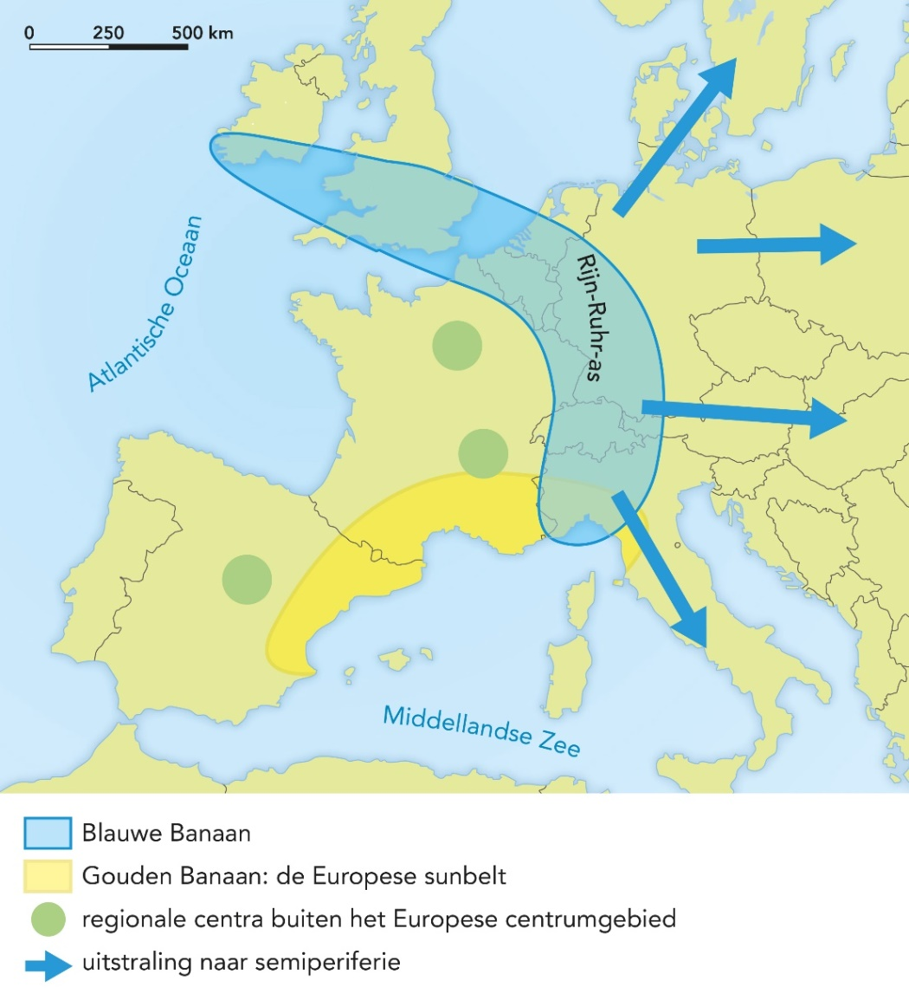 0 250 500 km
Atlantische Oceaan
Rijn-Ruhr-as
Middellandse Zee
Blauwe Banaan
Gouden Banaan: de Europese sunbelt
regionale centra buiten het Europese centrumgebied
uitstraling naar semiperiferie